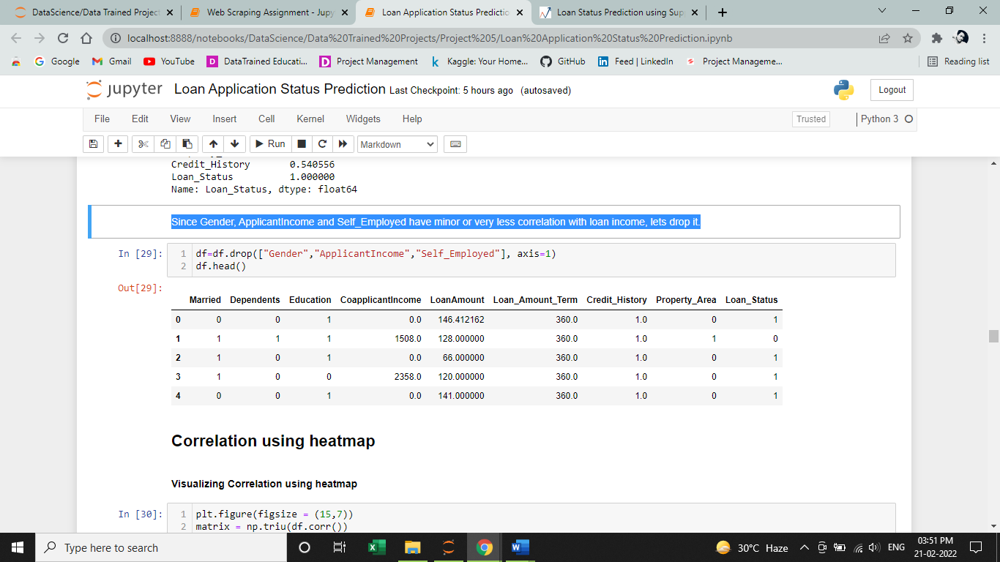 DataScience/Data Trained Project
Web Scraping Assignment - Jupy
Loan Application Status Predictio
Loan Status Prediction using Sup
localhost:8888/notebooks/DataScience/Data%20Trained%20Projects/Project%205/Loan%20Application%20Status%20Prediction.ipynb
Google Gmail YouTube DataTrained Educati... Project Management Kaggle: Your Home... GitHub Feed | LinkedIn Project Manageme... Reading list
jupyter Loan Application Status Prediction Last Checkpoint: 5 hours ago (autosaved) Logout
File Edit View Insert Cell Kernel Widgets Help Trusted Python 3
Run Markdown
Credit_History 0.540556
Loan_Status 1.000000
Name: Loan_Status, dtype: float64
Since Gender, ApplicantIncome and Self_Employed have minor or very less correlation with loan income, lets drop it.
In [29]: 1 df=df.drop(["Gender","ApplicantIncome","Self_Employed"], axis=1)
2 df.head()
Out[29]:
Married Dependents Education CoapplicantIncome LoanAmount Loan_Amount_Term Credit_History Property_Area Loan_Status
0 0 0 1 0.0 146.412162 360.0 1.0 0 1
1 1 1 1 1508.0 128.000000 360.0 1.0 1 0
2 1 0 1 0.0 66.000000 360.0 1.0 0 1
3 1 0 0 2358.0 120.000000 360.0 1.0 0 1
4 0 0 1 0.0 141.000000 360.0 1.0 0 1
Correlation using heatmap
Visualizing Correlation using heatmap
In [30]: 1 plt.figure(figsize = (15,7))
2 matrix = np.triu(df.corr())
Type here to search 30°C Haze ENG 03:51 PM
21-02-2022